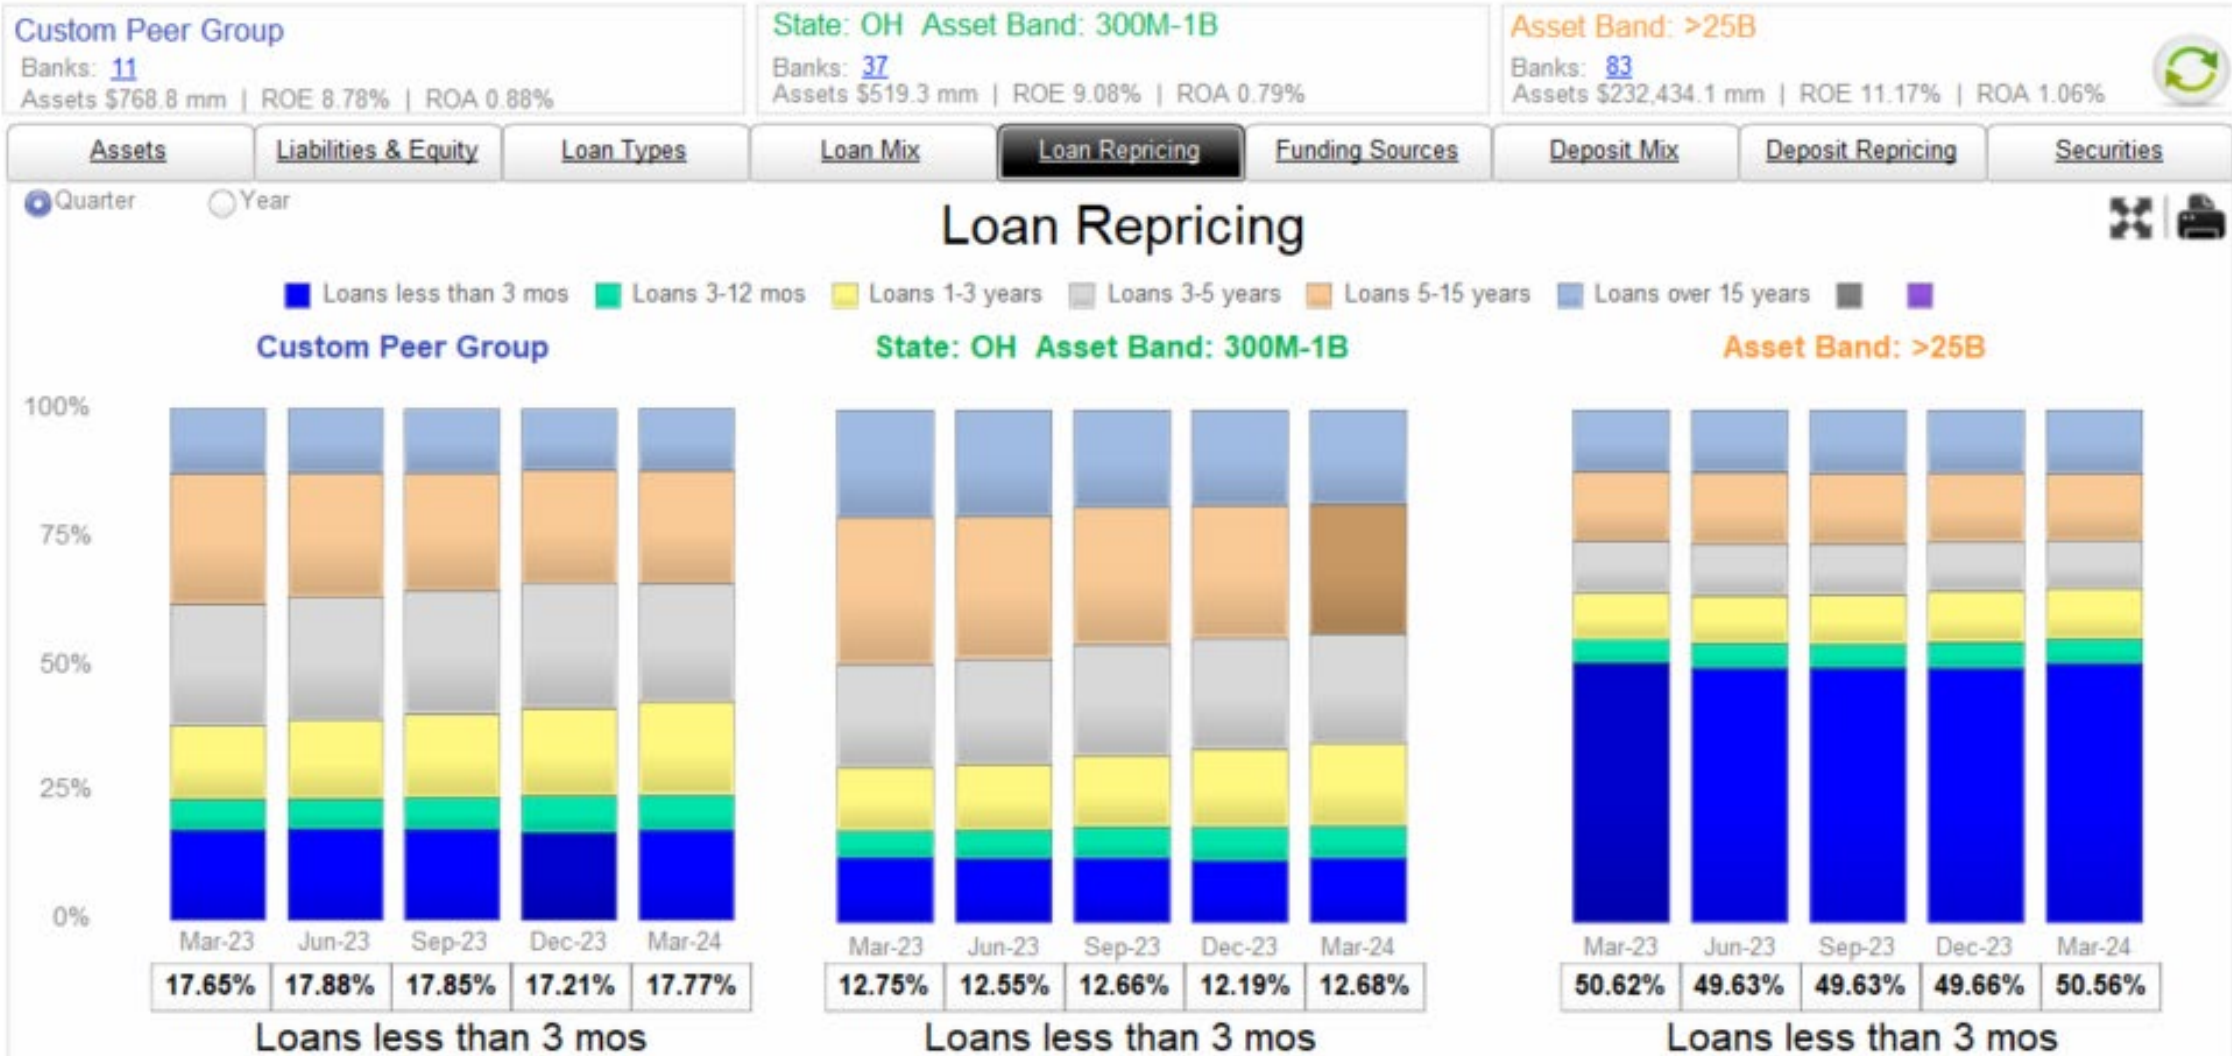 Custom Peer Group
Banks: 11
Assets $768.8 mm | ROE 8.78% | ROA 0.88%
State: OH Asset Band: 300M-1B
Banks: 37
Assets $519.3 mm | ROE 9.08% | ROA 0.79%
Asset Band: >25B
Banks: 83
Assets $232,434.1 mm | ROE 11.17% | ROA 1.06%
Assets Liabilities & Equity Loan Types Loan Mix Loan Repricing Funding Sources Deposit Mix Deposit Repricing Securities
Quarter Year
Loan Repricing
Loans less than 3 mos Loans 3-12 mos Loans 1-3 years Loans 3-5 years Loans 5-15 years Loans over 15 years
Custom Peer Group
100%
75%
50%
25%
0%
Mar-23 Jun-23 Sep-23 Dec-23 Mar-24
17.65% 17.88% 17.85% 17.21% 17.77%
Loans less than 3 mos
State: OH Asset Band: 300M-1B
Mar-23 Jun-23 Sep-23 Dec-23 Mar-24
12.75% 12.55% 12.66% 12.19% 12.68%
Loans less than 3 mos
Asset Band: >25B
Mar-23 Jun-23 Sep-23 Dec-23 Mar-24
50.62% 49.63% 49.63% 49.66% 50.56%
Loans less than 3 mos